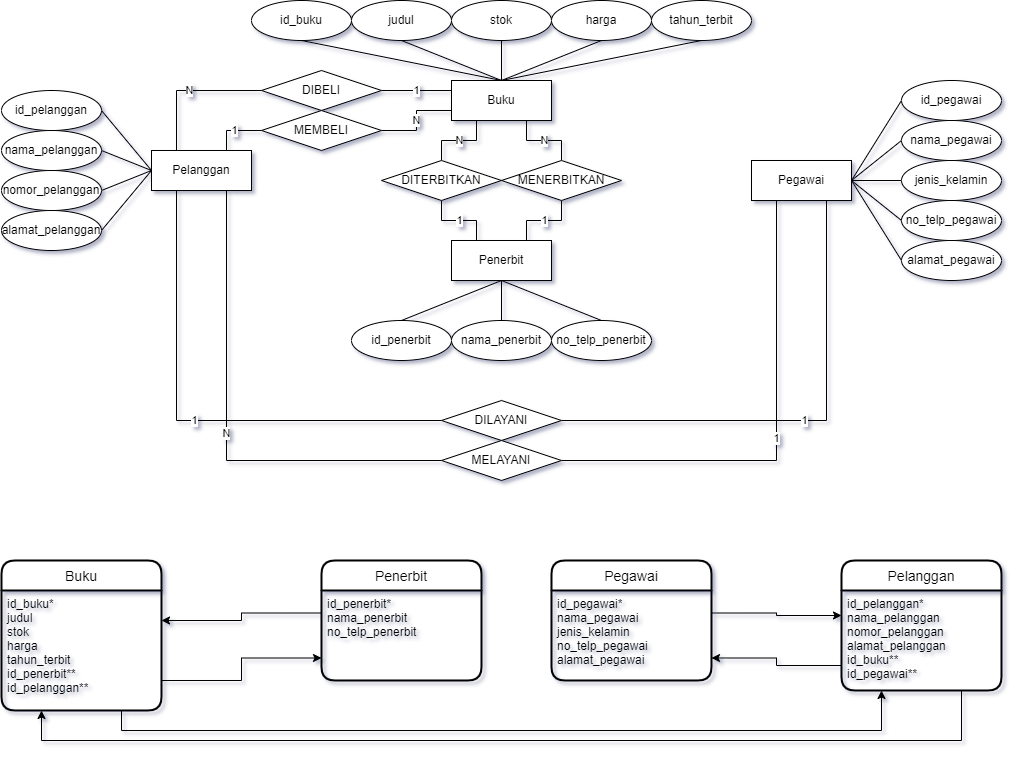 id_buku
judul
stok
harga
tahun_terbit
N
DIBELI
1
Buku
id_pelanggan
nama_pelanggan
nomor_pelanggan
alamat_pelanggan
1
MEMBELI
N
Pelanggan
N
N
DITERBITKAN
MENERBITKAN
1
1
Penerbit
id_penerbit
nama_penerbit
no_telp_penerbit
Pegawai
id_pegawai
nama_pegawai
jenis_kelamin
no_telp_pegawai
alamat_pegawai
1
DILAYANI
1
N
MELAYANI
1
Buku
id_buku*
judul
stok
harga
tahun_terbit
id_penerbit**
id_pelanggan**
Penerbit
id_penerbit*
nama_penerbit
no_telp_penerbit
Pegawai
id_pegawai*
nama_pegawai
jenis_kelamin
no_telp_pegawai
alamat_pegawai
Pelanggan
id_pelanggan*
nama_pelanggan
nomor_pelanggan
alamat_pelanggan
id_buku**
id_pegawai**